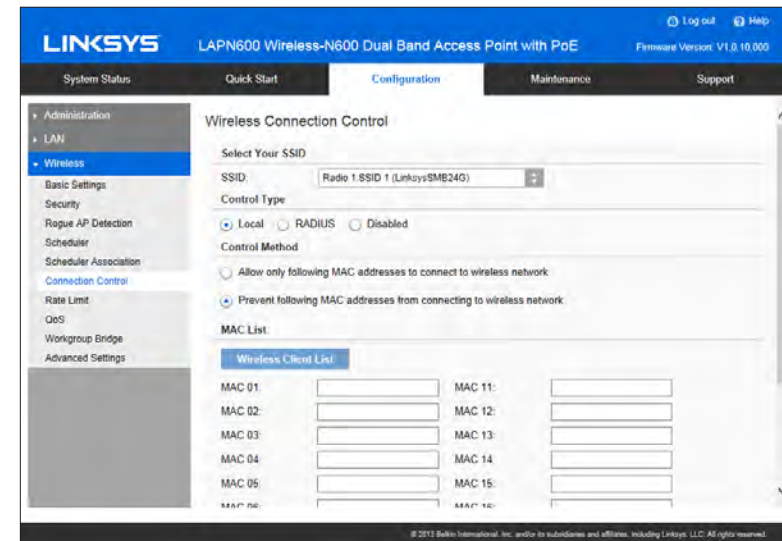 Log out Help
LINKSYS LAPN600 Wireless-N600 Dual Band Access Point with PoE Firmware Version: V1.0.10.000
System Status Quick Start Configuration Maintenance Support
Administration
LAN
Wireless
Basic Settings
Security
Rogue AP Detection
Scheduler
Scheduler Association
Connection Control
Rate Limit
QoS
Workgroup Bridge
Advanced Settings
Wireless Connection Control
Select Your SSID
SSID: Radio 1:SSID 1 (LinksysSMB24G)
Control Type
Local RADIUS Disabled
Control Method
Allow only following MAC addresses to connect to wireless network
Prevent following MAC addresses from connecting to wireless network
MAC List:
Wireless Client List
MAC 01: MAC 11:
MAC 02: MAC 12:
MAC 03: MAC 13:
MAC 04: MAC 14:
MAC 05: MAC 15:
MAC
© 2013 Belkin International, Inc. and/or its subsidiaries and affiliates, including Linksys, LLC. All rights reserved.